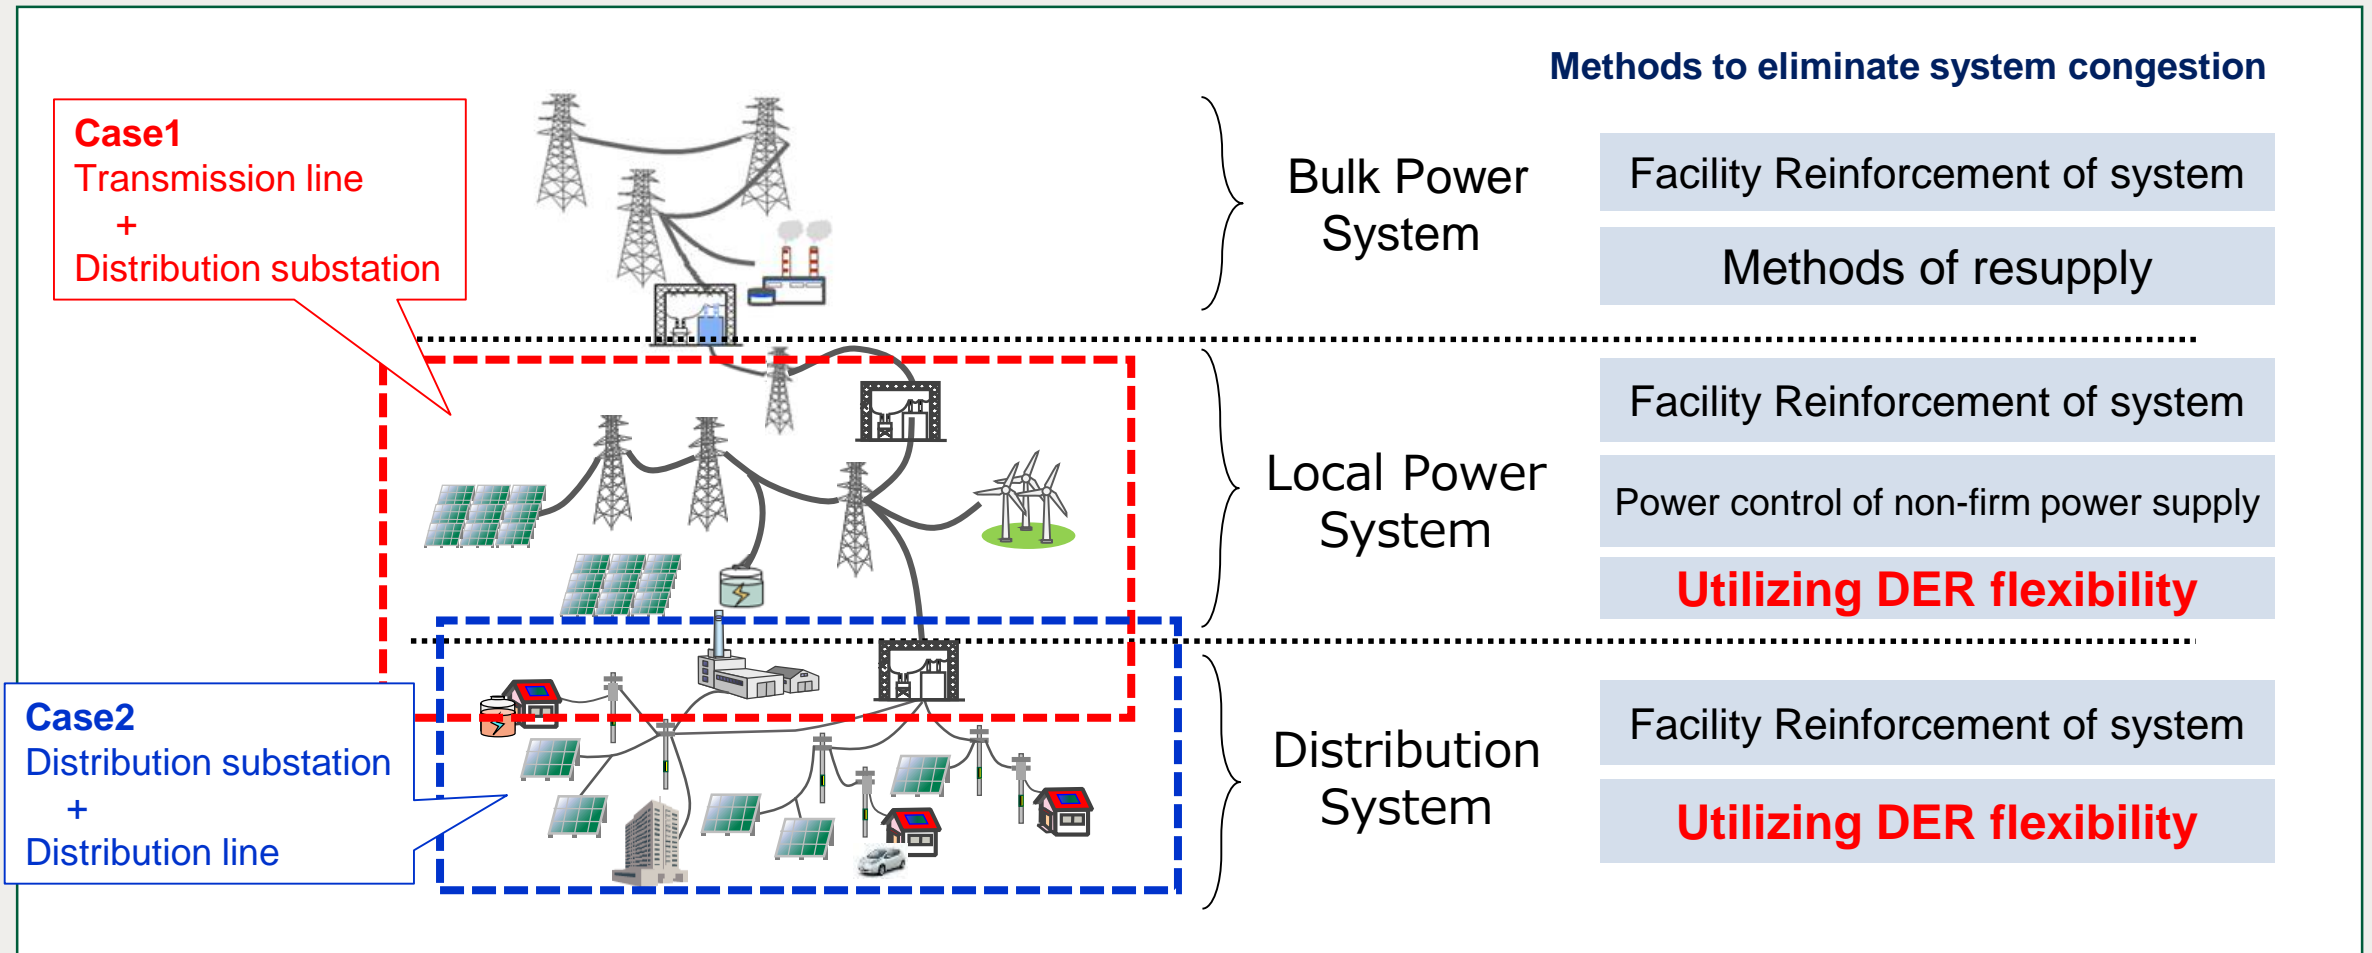 Methods to eliminate system congestion
Case1
Transmission line
+
Distribution substation
Bulk Power
System
Facility Reinforcement of system
Methods of resupply
Local Power
System
Facility Reinforcement of system
Power control of non-firm power supply
Utilizing DER flexibility
Case2
Distribution substation
+
Distribution line
Distribution
System
Facility Reinforcement of system
Utilizing DER flexibility